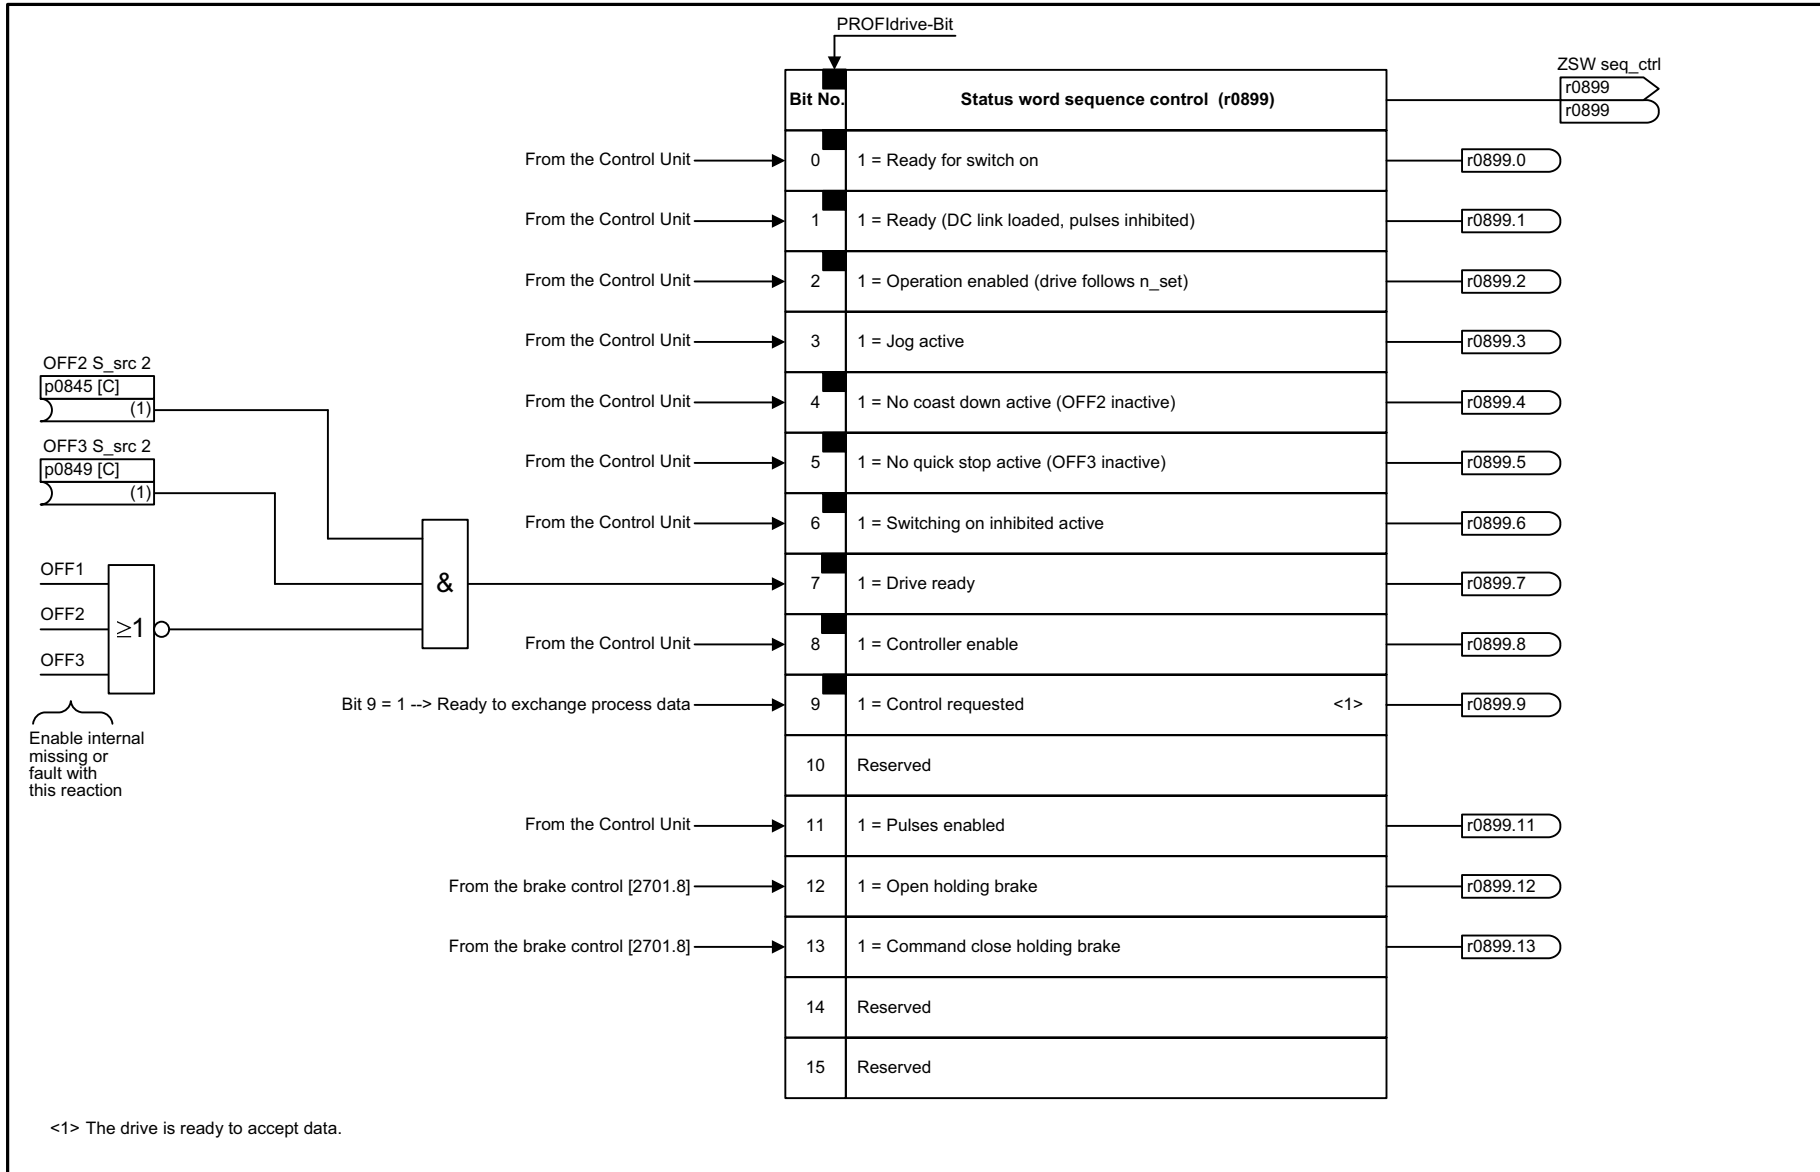 PROFIdrive-Bit
ZSW seq_ctrl
r0899
r0899
Bit No. Status word sequence control (r0899)
From the Control Unit 0 1 = Ready for switch on r0899.0
From the Control Unit 1 1 = Ready (DC link loaded, pulses inhibited) r0899.1
From the Control Unit 2 1 = Operation enabled (drive follows n_set) r0899.2
From the Control Unit 3 1 = Jog active r0899.3
OFF2 S_src 2
p0845 [C]
(1)
From the Control Unit 4 1 = No coast down active (OFF2 inactive) r0899.4
OFF3 S_src 2
p0849 [C]
(1)
From the Control Unit 5 1 = No quick stop active (OFF3 inactive) r0899.5
From the Control Unit 6 1 = Switching on inhibited active r0899.6
OFF1
OFF2
OFF3
≥1
&
7 1 = Drive ready r0899.7
From the Control Unit 8 1 = Controller enable r0899.8
Bit 9 = 1 --> Ready to exchange process data 9 1 = Control requested <1> r0899.9
Enable internal
missing or
fault with
this reaction
10 Reserved
From the Control Unit 11 1 = Pulses enabled r0899.11
From the brake control [2701.8] 12 1 = Open holding brake r0899.12
From the brake control [2701.8] 13 1 = Command close holding brake r0899.13
14 Reserved
15 Reserved
<1> The drive is ready to accept data.